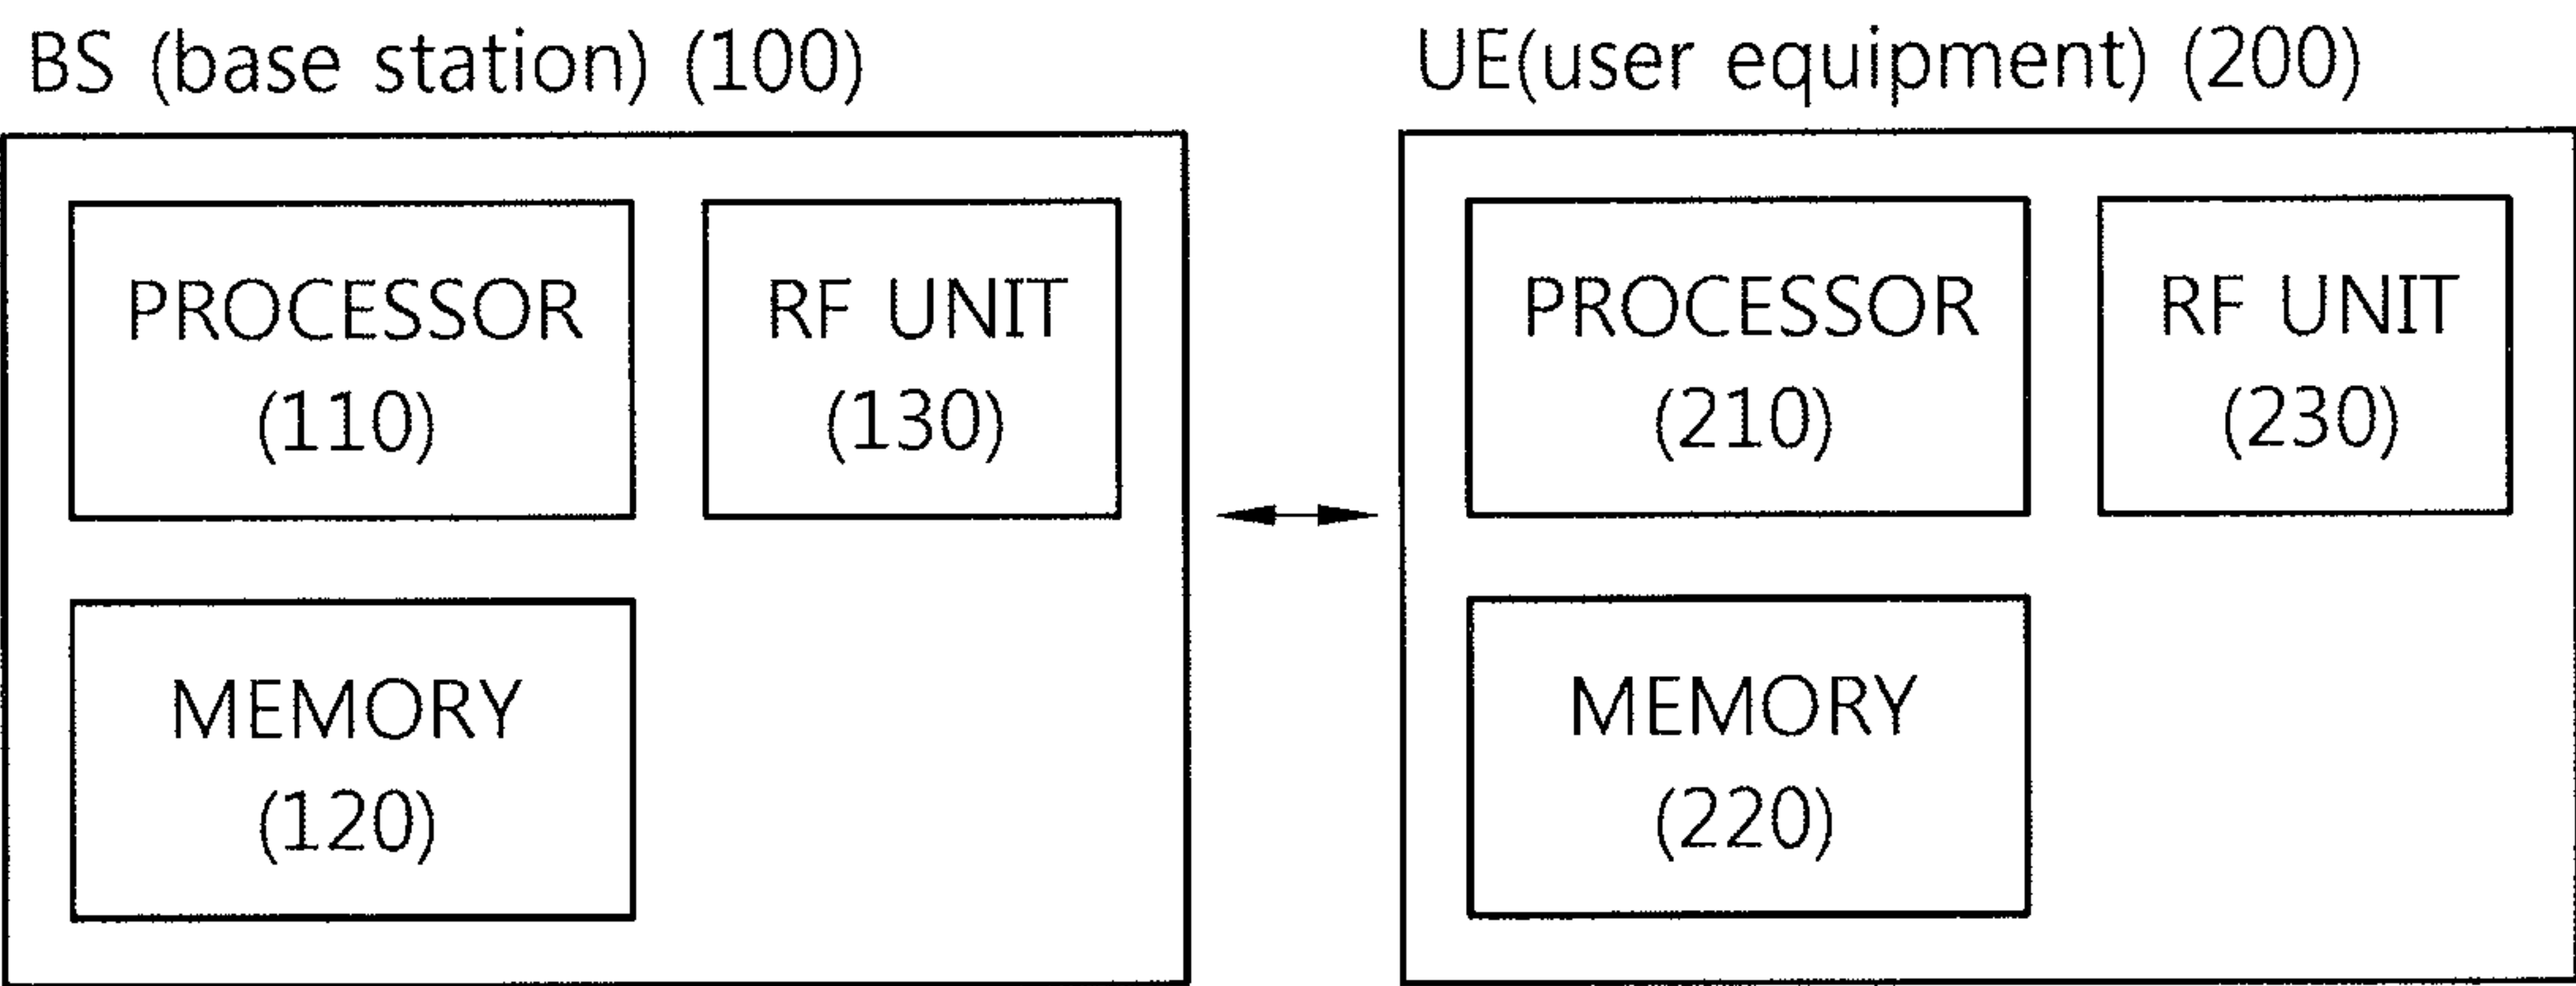 BS (base station) (100)
PROCESSOR
(110)
RF UNIT
(130)
MEMORY
(120)
UE(user equipment) (200)
PROCESSOR
(210)
RF UNIT
(230)
MEMORY
(220)